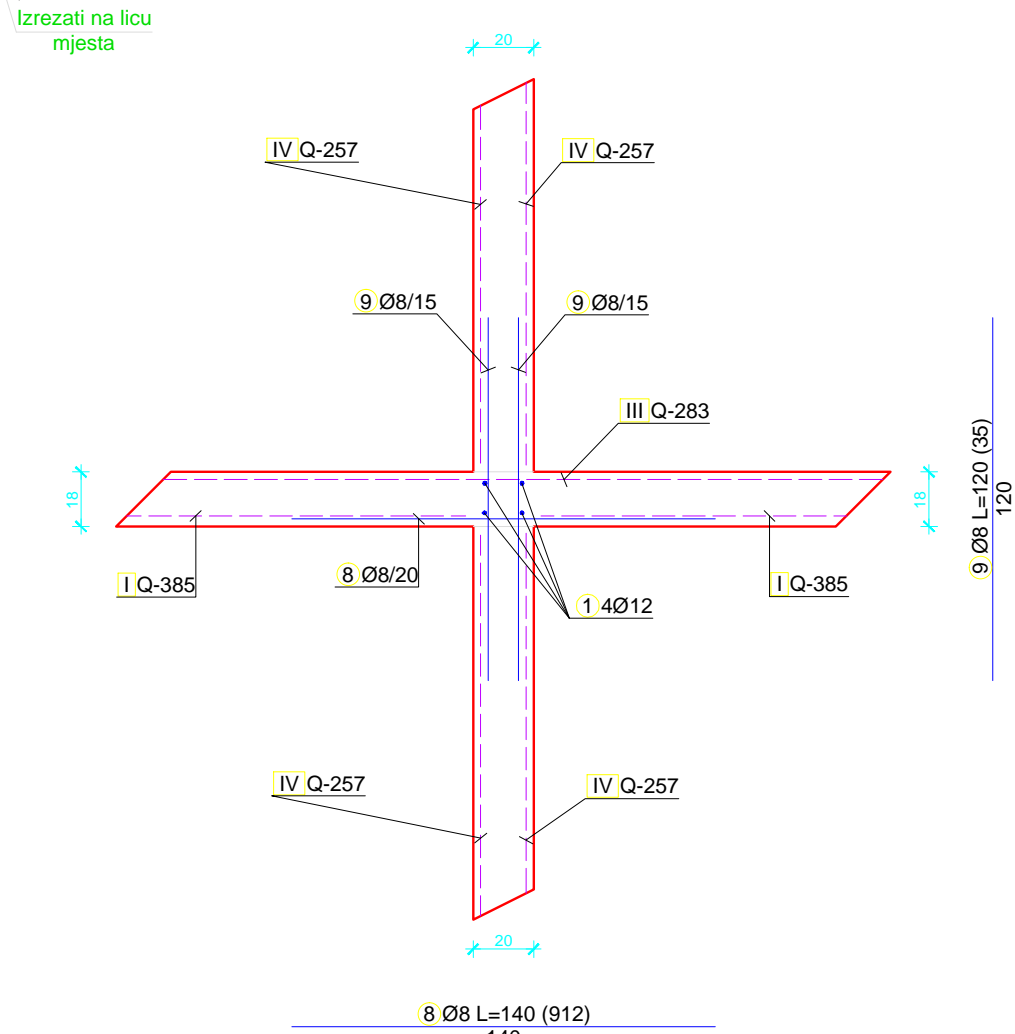 Izrezati na licu
mjesta
20
IV Q-257
IV Q-257
9 Ø8/15
9 Ø8/15
III Q-283
18
18
I Q-385
8 Ø8/20
I Q-385
1 4Ø12
9 Ø8 L=120 (35)
120
IV Q-257
IV Q-257
20
8 Ø8 L=140 (912)
140